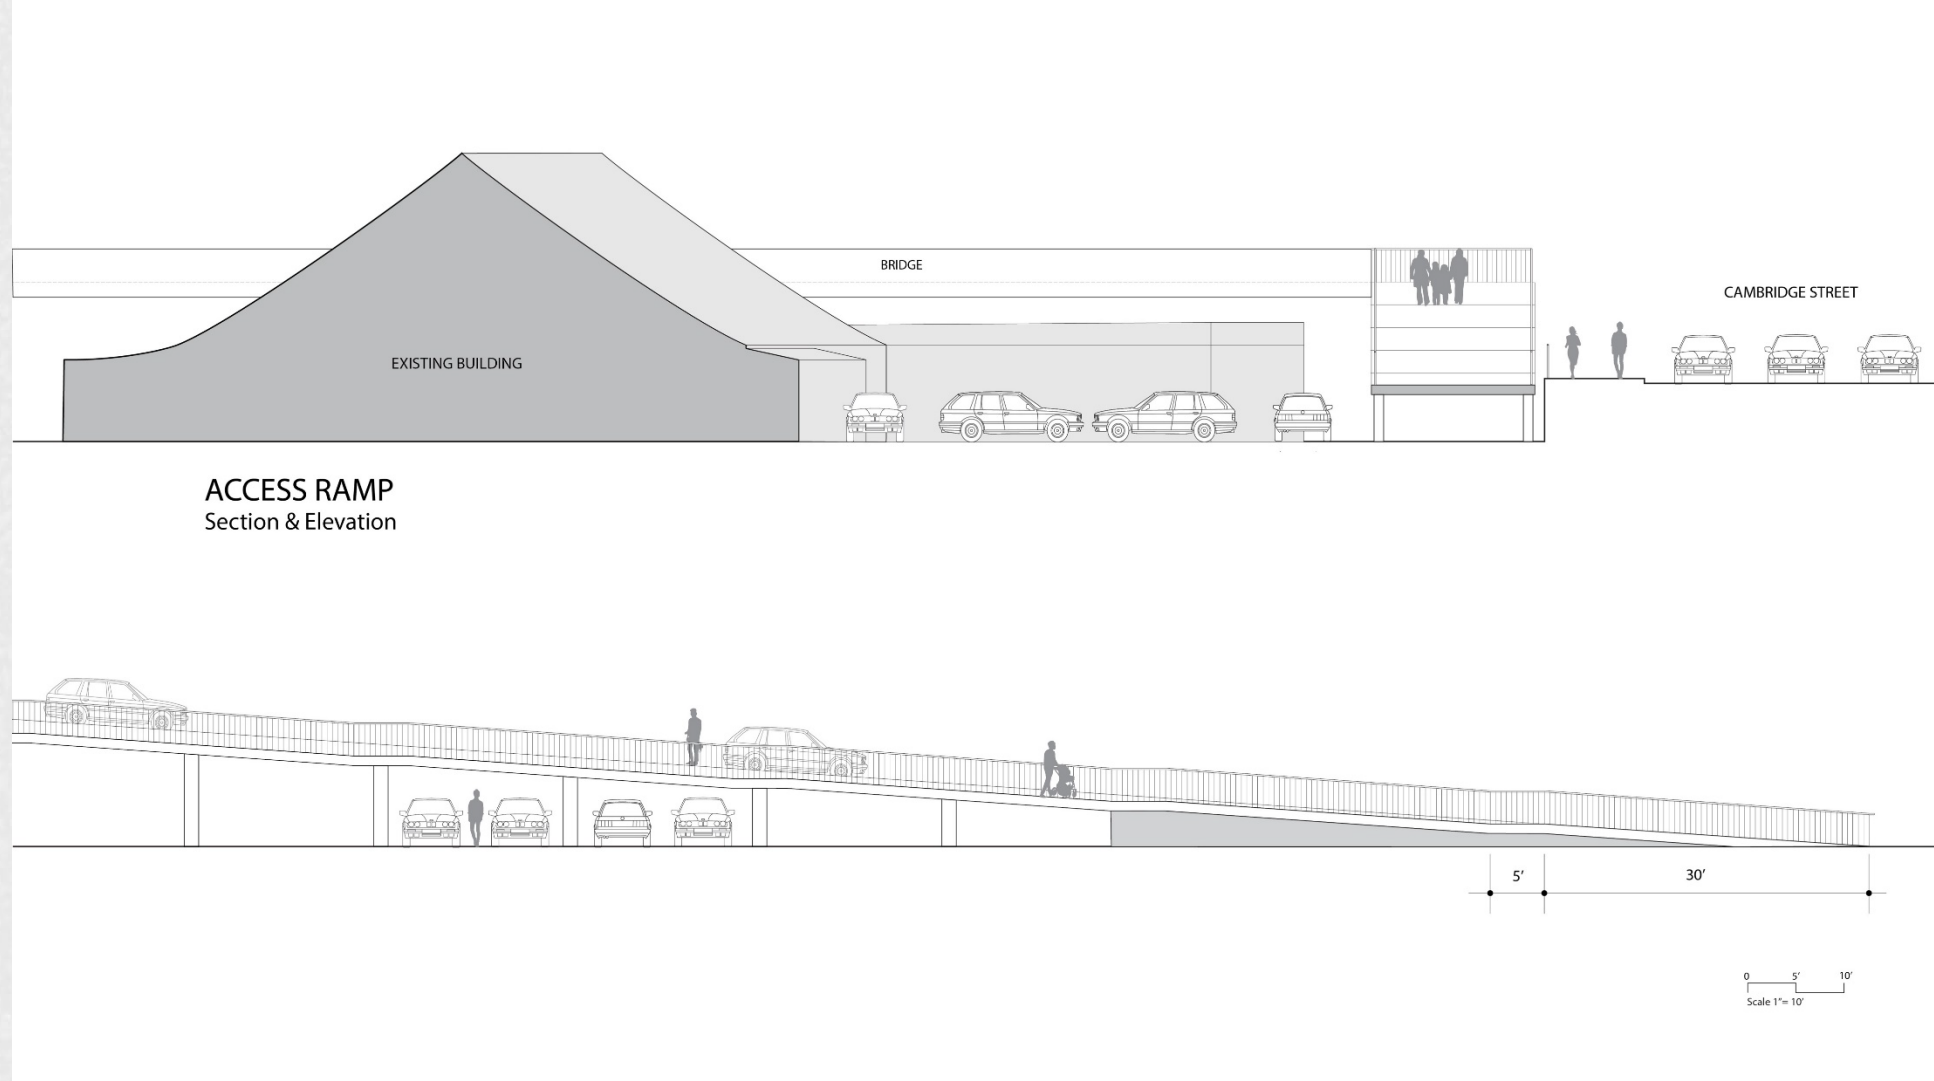 BRIDGE
CAMBRIDGE STREET
EXISTING BUILDING
ACCESS RAMP
Section & Elevation
5'
30'
0 5' 10'
Scale 1"= 10'